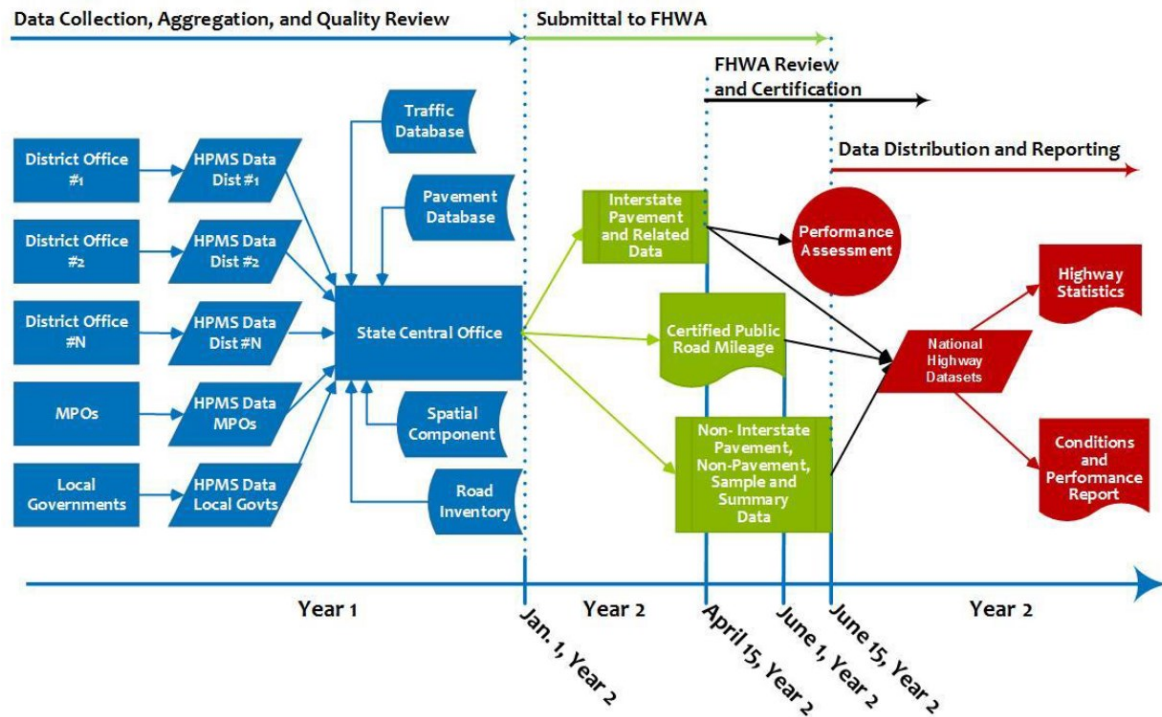 Data Collection, Aggregation, and Quality Review
Submittal to FHWA
FHWA Review
and Certification
Data Distribution and Reporting
Traffic
Database
Pavement
Database
District Office
#1
HPMS Data
Dist #1
District Office
#2
HPMS Data
Dist #2
District Office
#N
HPMS Data
Dist #N
MPOs
HPMS Data
MPOs
Local
Governments
HPMS Data
Local Govts
State Central Office
Spatial
Component
Road
Inventory
Interstate
Pavement
and Related
Data
Certified Public
Road Mileage
Non- Interstate
Pavement,
Non-Pavement,
Sample and
Summary
Data
Performance
Assessment
National
Highway
Datasets
Highway
Statistics
Conditions
and
Performance
Report
Year 1
Jan. 1, Year 2
Year 2
April 15, Year 2
June 1, Year 2
June 15, Year 2
Year 2